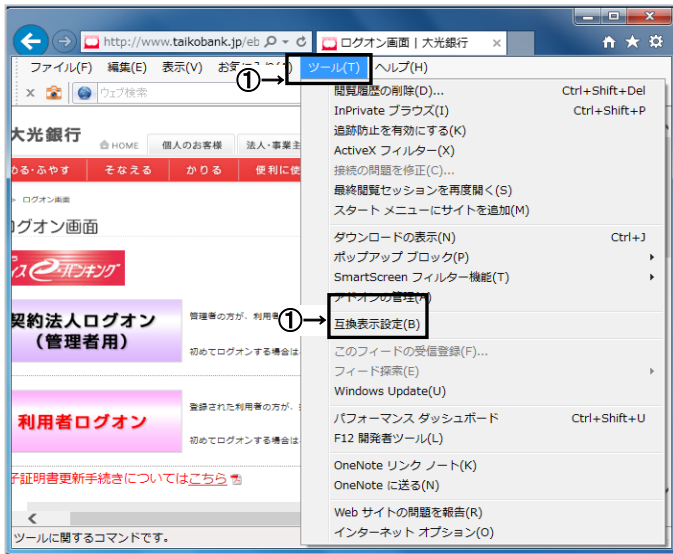 http://www.taikobank.jp/eb
ログオン画面 | 大光銀行
ファイル(F) 編集(E) 表示(V) ツール(T) ヘルプ(H)
①→
ウェブ検索
大光銀行
HOME 個人のお客様 法人・事業主
める・ふやす そなえる かりる 便利に使
ログオン画面
ログオン画面
契約法人ログオン
(管理者用)
管理者の方が、利用者
初めてログオンする場合は、
利用者ログオン
登録された利用者の方が、
初めてログオンする場合は、
子証明書更新手続きについてはこちら
ツールに関するコマンドです。
閲覧履歴の削除(D)... Ctrl+Shift+Del
InPrivate ブラウズ(I) Ctrl+Shift+P
追跡防止を有効にする(K)
ActiveX フィルター(X)
接続の問題を修正(C)...
最終閲覧セッションを再度開く(S)
スタート メニューにサイトを追加(M)
ダウンロードの表示(N) Ctrl+J
ポップアップ ブロック(P)
SmartScreen フィルター機能(T)
アドオンの管理(A)
①→
互換表示設定(B)
このフィードの受信登録(F)...
フィード探索(E)
Windows Update(U)
パフォーマンス ダッシュボード Ctrl+Shift+U
F12 開発者ツール(L)
OneNote リンク ノート(K)
OneNote に送る(N)
Web サイトの問題を報告(R)
インターネット オプション(O)